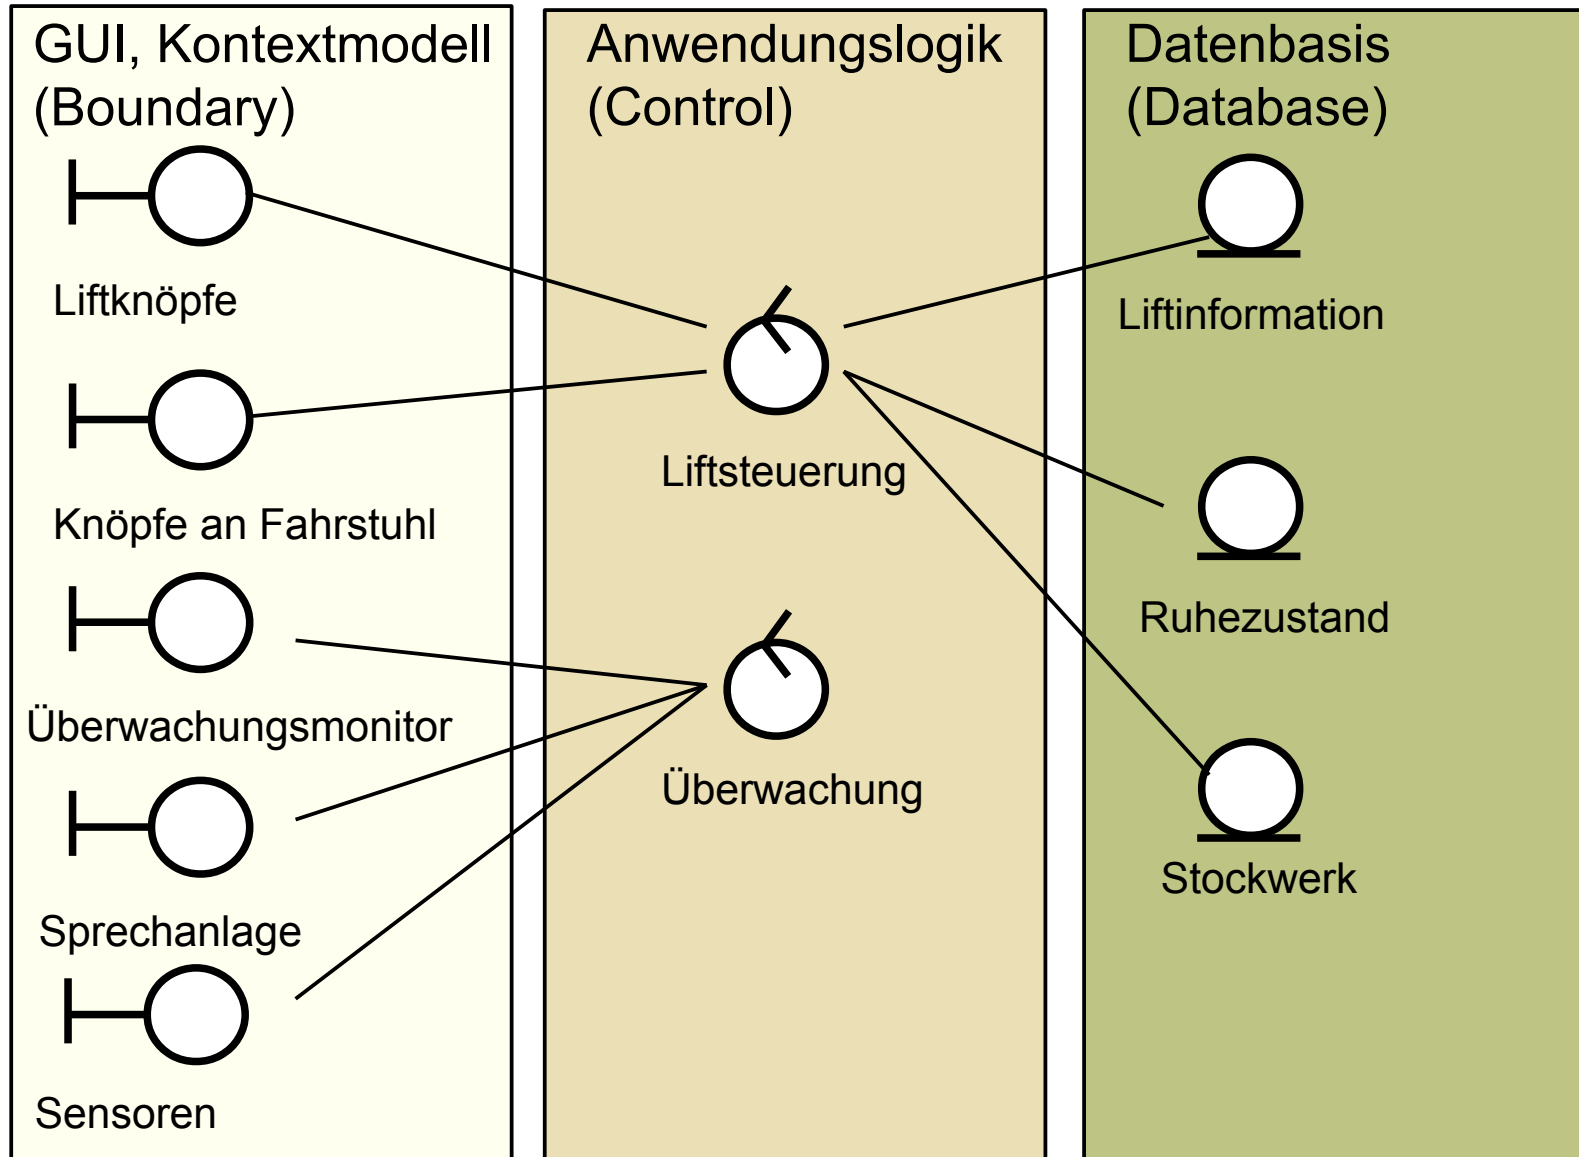 GUI, Kontextmodell
(Boundary)
Liftknöpfe
Knöpfe an Fahrstuhl
Überwachungsmonitor
Sprechanlage
Sensoren
Anwendungslogik
(Control)
Liftsteuerung
Überwachung
Datenbasis
(Database)
Liftinformation
Ruhezustand
Stockwerk